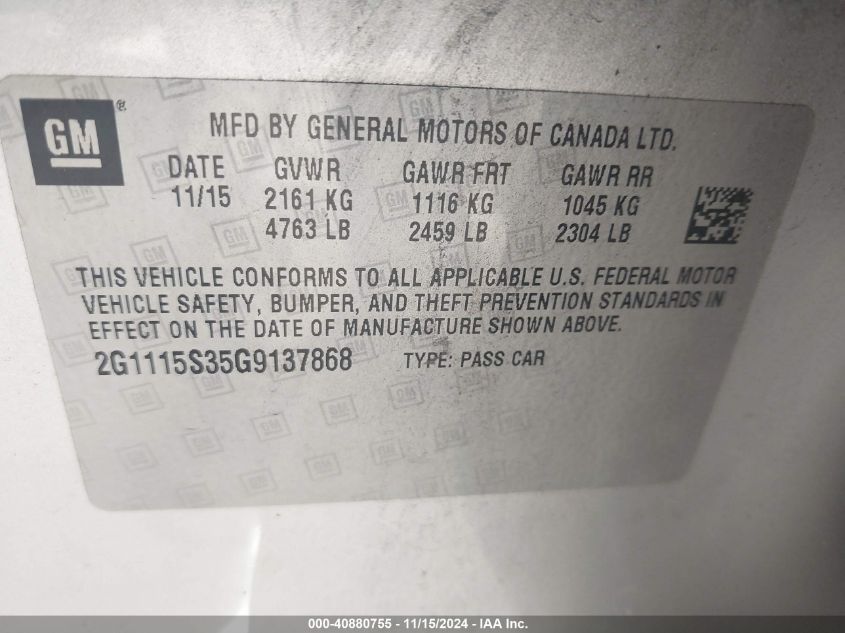 GM ®
MFD BY GENERAL MOTORS OF CANADA LTD.
DATE GVWR GAWR FRT GAWR RR
11/15 2161 KG 1116 KG 1045 KG
4763 LB 2459 LB 2304 LB
THIS VEHICLE CONFORMS TO ALL APPLICABLE U.S. FEDERAL MOTOR
VEHICLE SAFETY, BUMPER, AND THEFT PREVENTION STANDARDS IN
EFFECT ON THE DATE OF MANUFACTURE SHOWN ABOVE.
2G1115S35G9137868 TYPE: PASS CAR
000-40880755 - 11/15/2024 - IAA Inc.